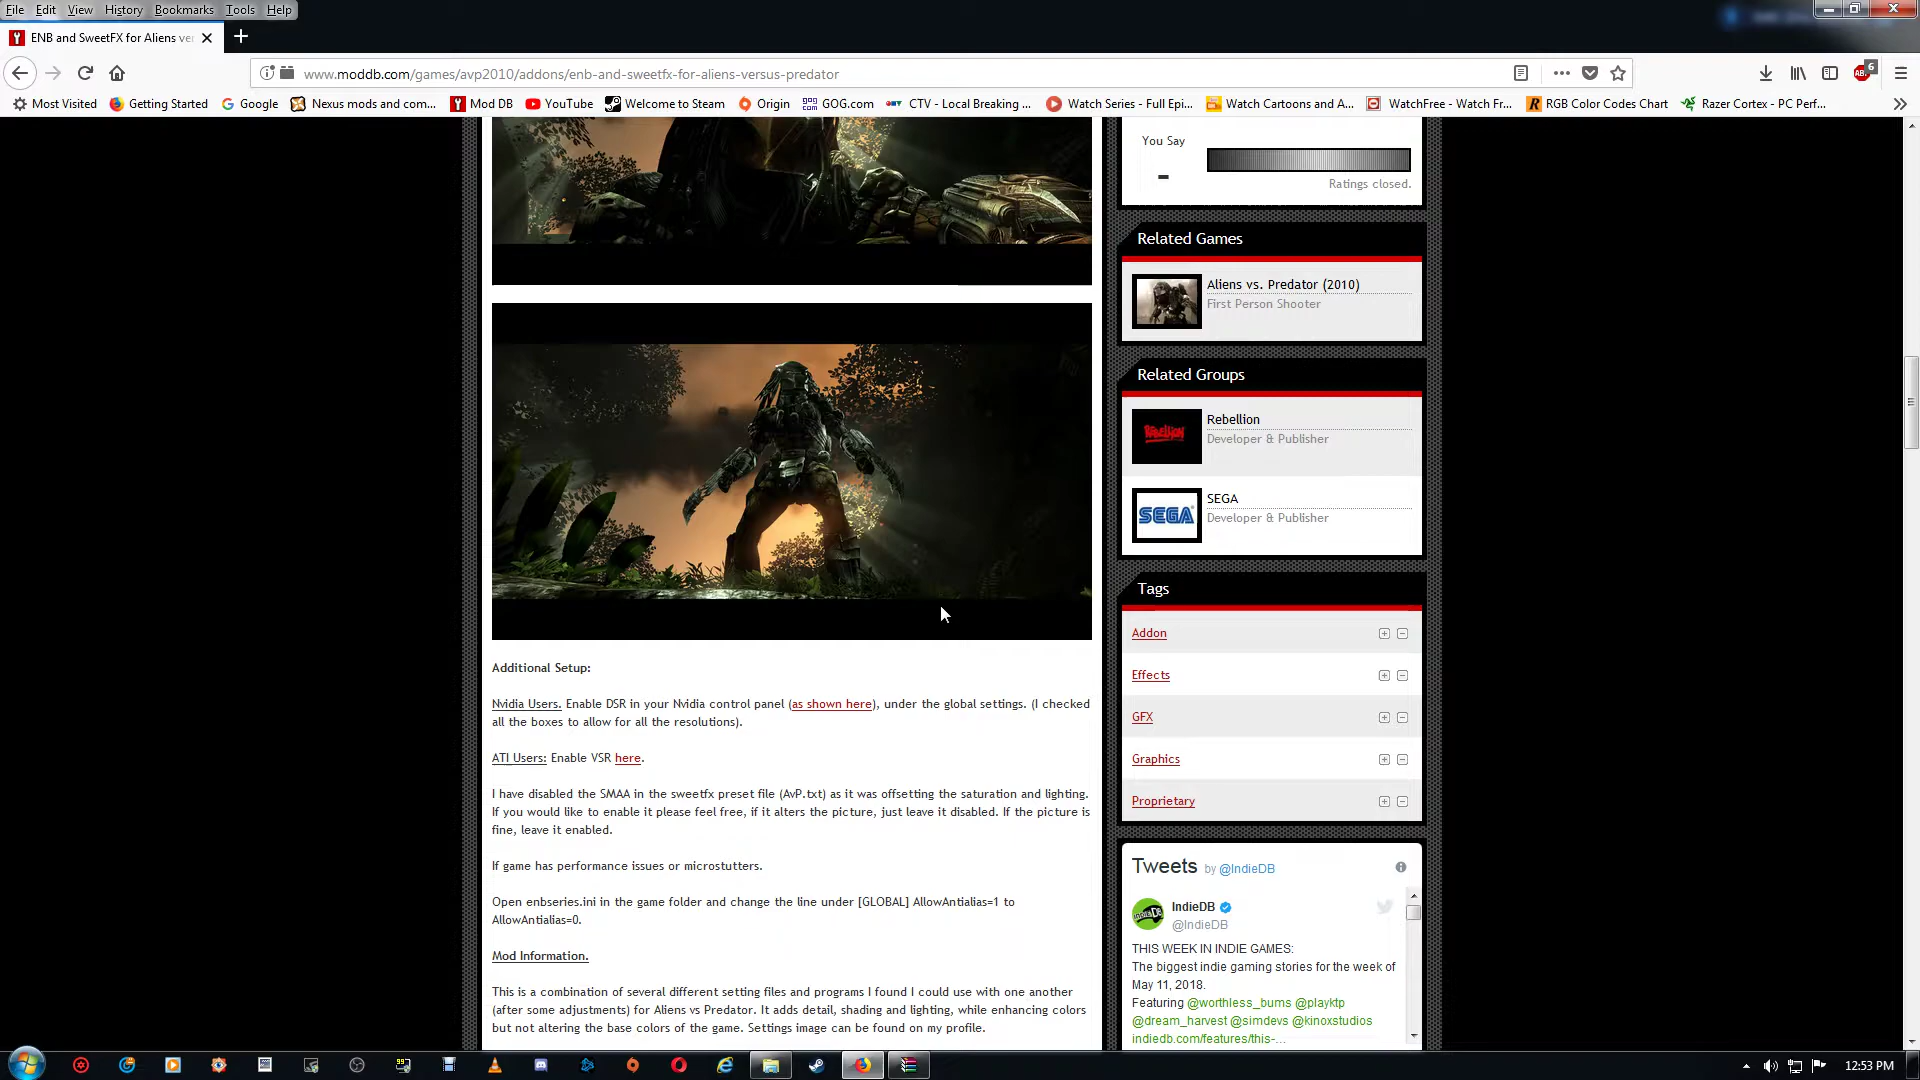 File Edit View History Bookmarks Tools Help
ENB and SweetFX for Aliens ver
www.moddb.com/games/avp2010/addons/enb-and-sweetfx-for-aliens-versus-predator
ABP 6
Most Visited Getting Started Google Nexus mods and com... Mod DB YouTube Welcome to Steam Origin GOG.com CTV - Local Breaking ... Watch Series - Full Epi... Watch Cartoons and A... WatchFree - Watch Fr... RGB Color Codes Chart Razer Cortex - PC Perf...
You Say
-
Ratings closed.
Related Games
Aliens vs. Predator (2010)
First Person Shooter
Related Groups
REBELLION
Rebellion
Developer & Publisher
SEGA
SEGA
Developer & Publisher
Tags
Addon
Effects
GFX
Graphics
Proprietary
Additional Setup:
Nvidia Users. Enable DSR in your Nvidia control panel (as shown here), under the global settings. (I checked
all the boxes to allow for all the resolutions).
ATI Users: Enable VSR here.
I have disabled the SMAA in the sweetfx preset file (AvP.txt) as it was offsetting the saturation and lighting.
If you would like to enable it please feel free, if it alters the picture, just leave it disabled. If the picture is
fine, leave it enabled.
If game has performance issues or microstutters.
Open enbseries.ini in the game folder and change the line under [GLOBAL] AllowAntialias=1 to
AllowAntialias=0.
Mod Information.
This is a combination of several different setting files and programs I found I could use with one another
(after some adjustments) for Aliens vs Predator. It adds detail, shading and lighting, while enhancing colors
but not altering the base colors of the game. Settings image can be found on my profile.
Tweets by @IndieDB
IndieDB
@IndieDB
THIS WEEK IN INDIE GAMES:
The biggest indie gaming stories for the week of
May 11, 2018.
Featuring @worthless_bums @playktp
@dream_harvest @simdevs @kinoxstudios
indiedb.com/features/this-...
12:53 PM